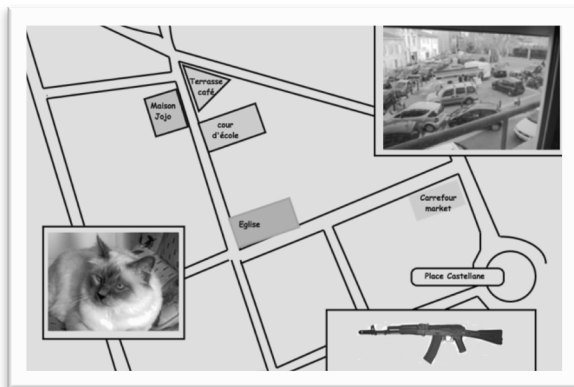 Terrasse
café
Maison
Jojo
cour
d'école
Carrefour
market
Eglise
Place Castellane